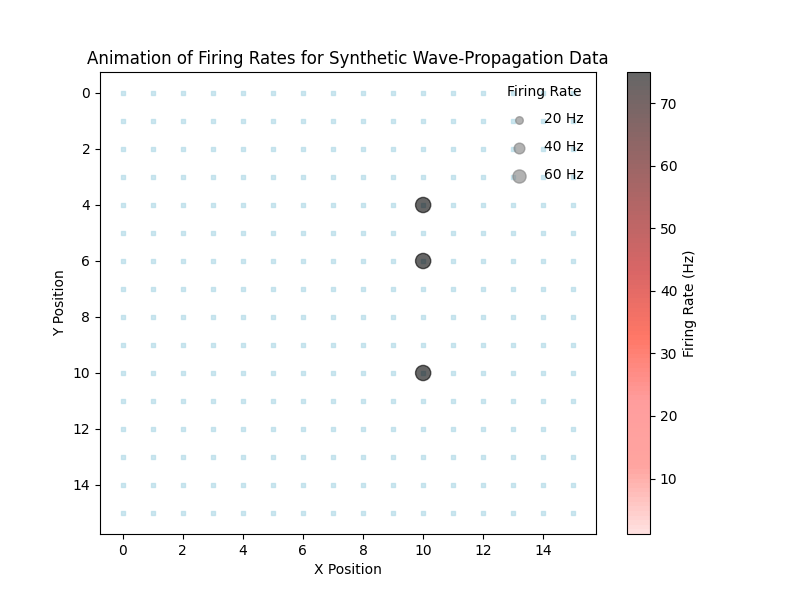 Animation of Firing Rates for Synthetic Wave-Propagation Data
Firing Rate
20 Hz
40 Hz
60 Hz
0
2
4
6
8
10
12
14
Y Position
0 2 4 6 8 10 12 14
X Position
70
60
50
40
30
20
10
Firing Rate (Hz)